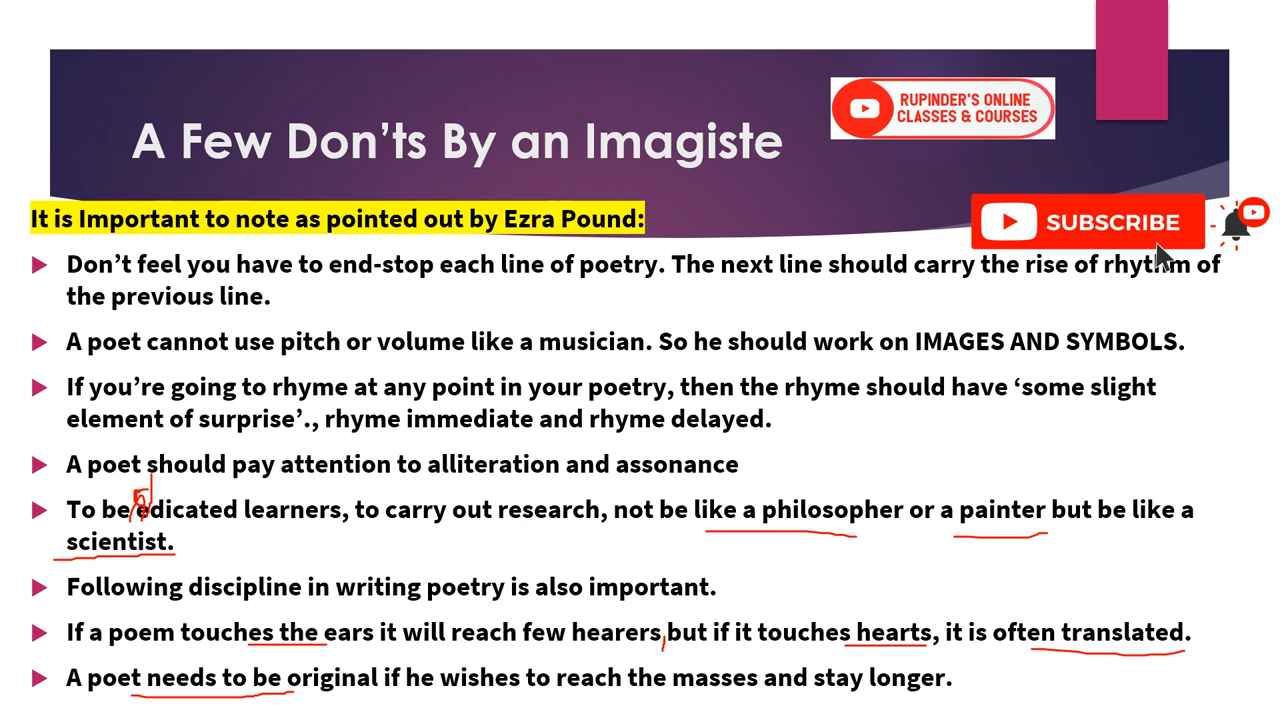 RUPINDER'S ONLINE
CLASSES & COURSES
A Few Don'ts By an Imagiste
It is Important to note as pointed out by Ezra Pound:
SUBSCRIBE
Don't feel you have to end-stop each line of poetry. The next line should carry the rise of rhythm of
the previous line.
A poet cannot use pitch or volume like a musician. So he should work on IMAGES AND SYMBOLS.
If you're going to rhyme at any point in your poetry, then the rhyme should have 'some slight
element of surprise'., rhyme immediate and rhyme delayed.
A poet should pay attention to alliteration and assonance
To be edicated learners, to carry out research, not be like a philosopher or a painter but be like a
scientist.
Following discipline in writing poetry is also important.
If a poem touches the ears it will reach few hearers, but if it touches hearts, it is often translated.
A poet needs to be original if he wishes to reach the masses and stay longer.